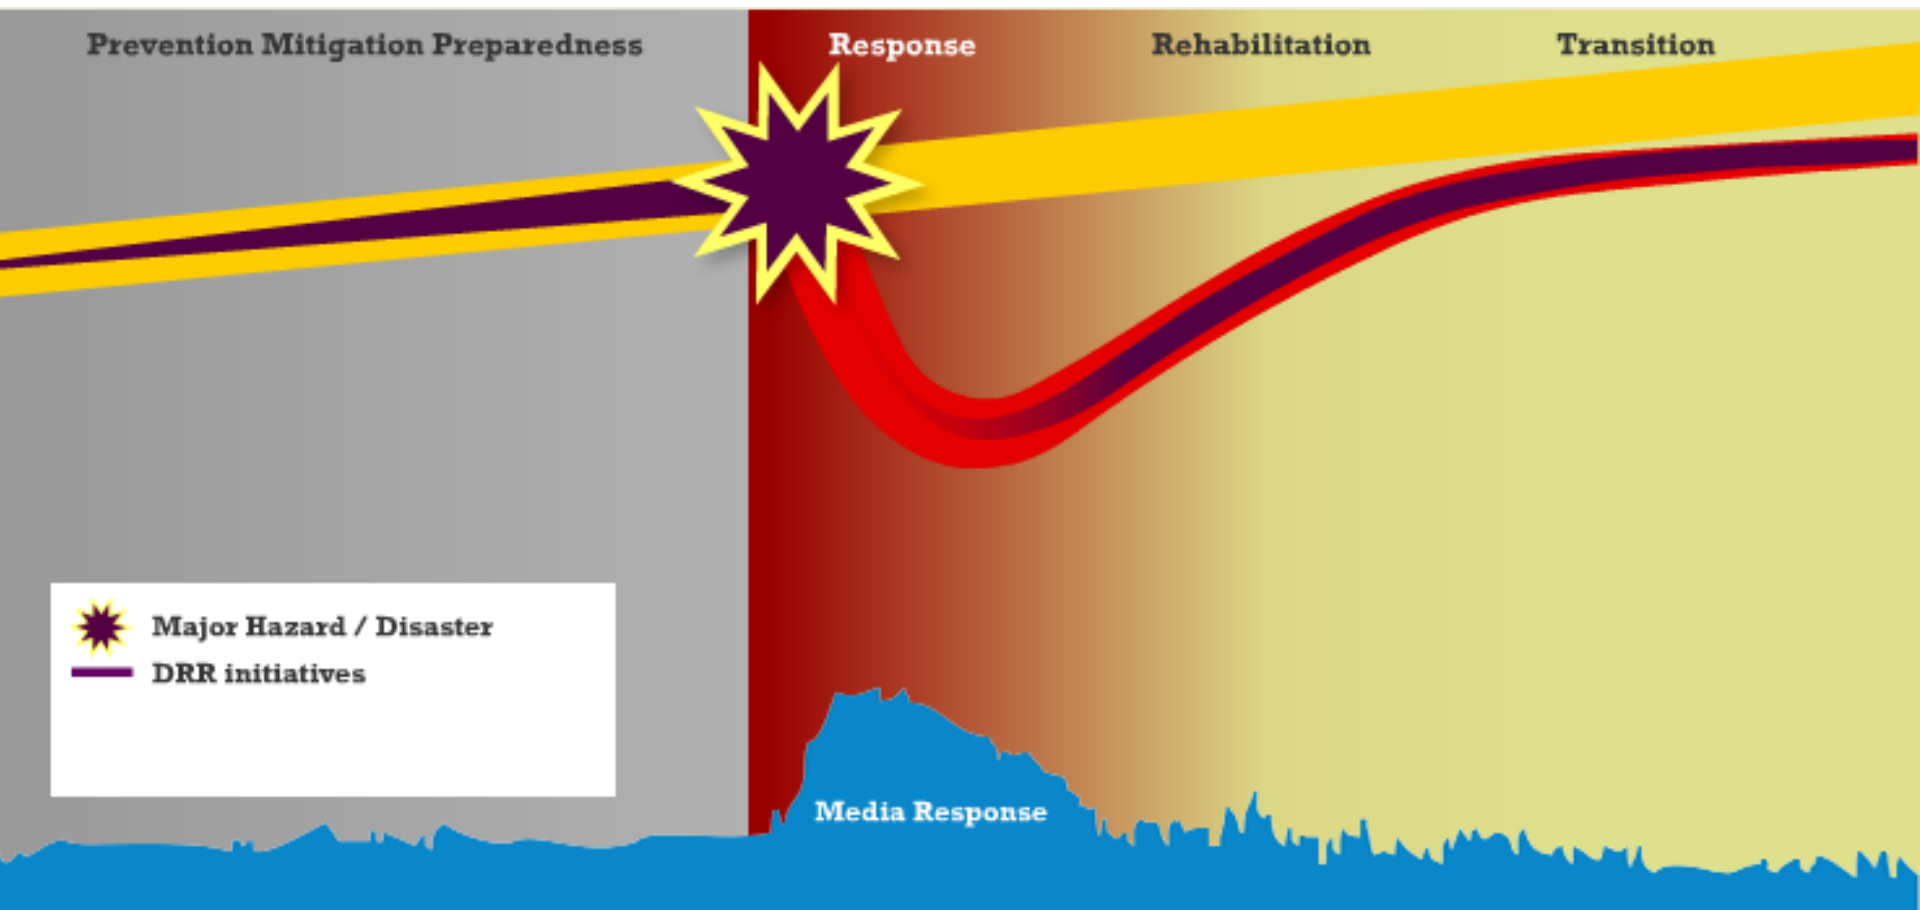 Prevention Mitigation Preparedness
Response
Rehabilitation
Transition
Major Hazard / Disaster
DRR initiatives
Media Response